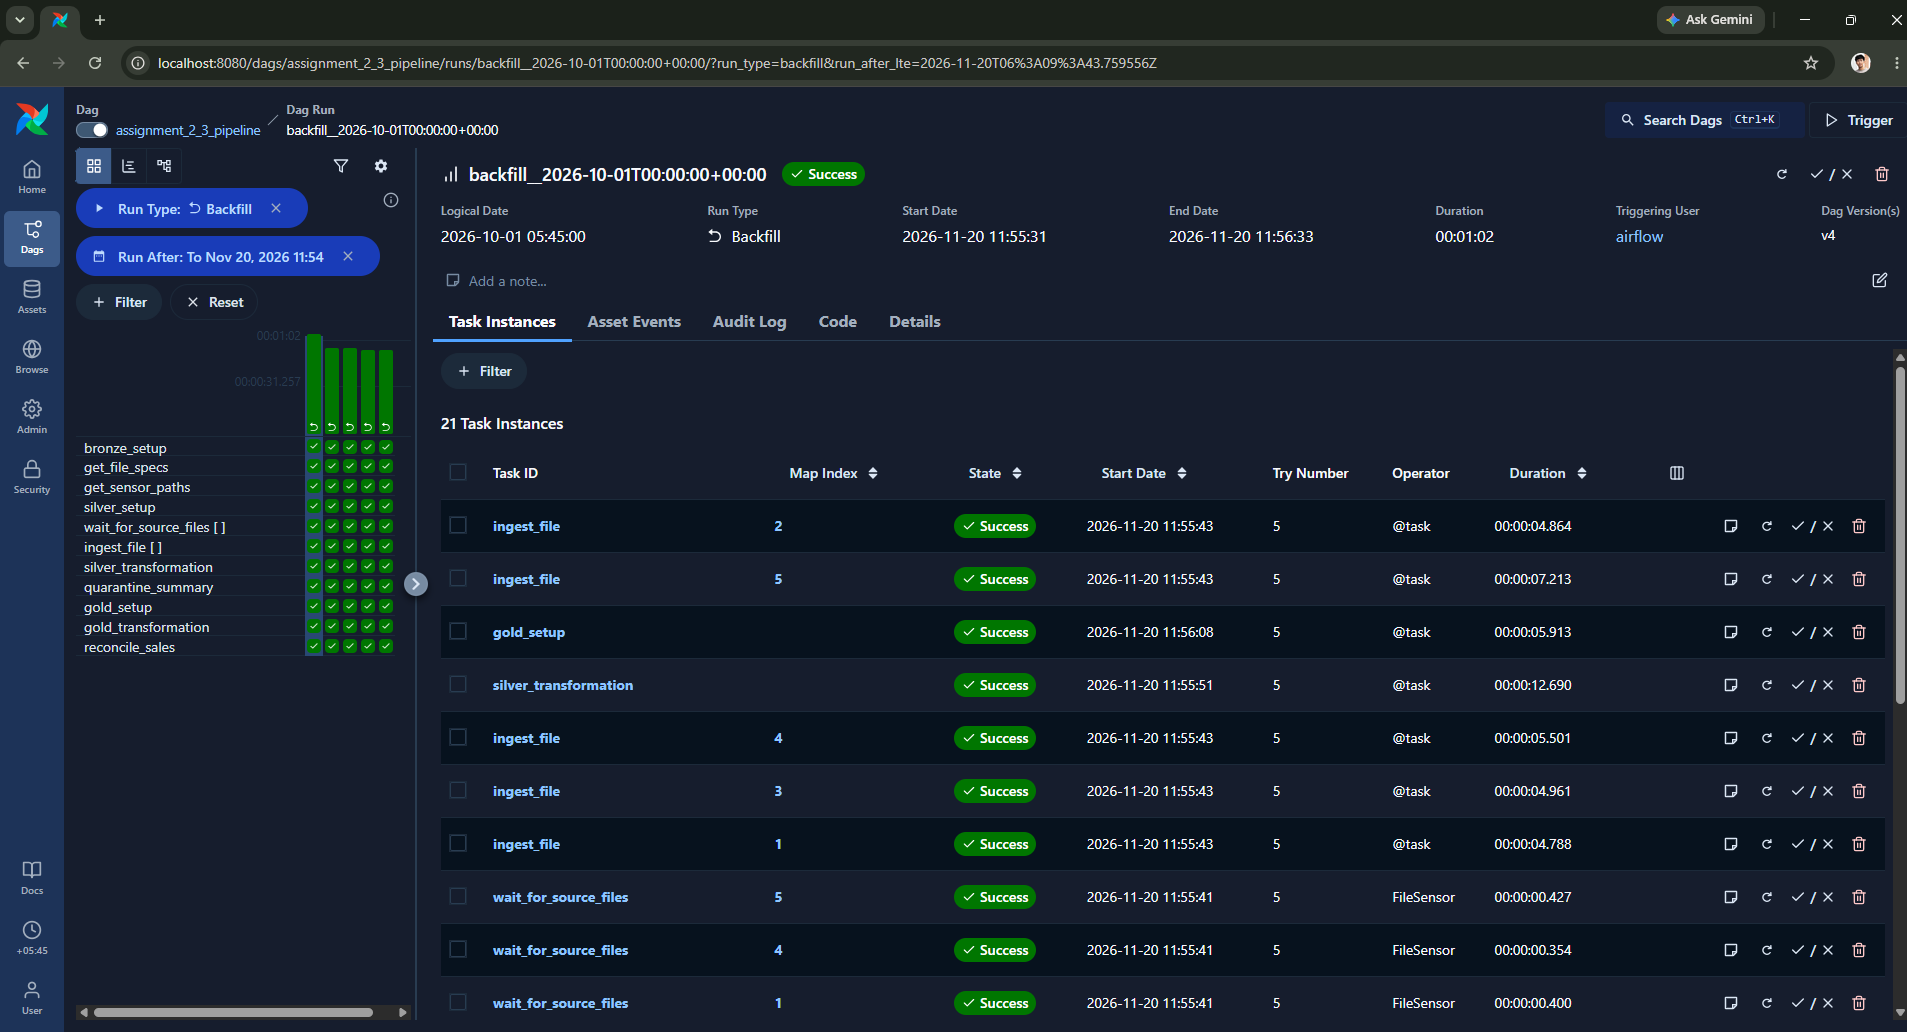 Ask Gemini
localhost:8080/dags/assignment_2_3_pipeline/runs/backfill__2026-10-01T00:00:00+00:00/?run_type=backfill&run_after_lte=2026-11-20T06%3A09%3A43.759556Z
Dag
assignment_2_3_pipeline
Dag Run
backfill__2026-10-01T00:00:00+00:00
Search Dags Ctrl+K
Trigger
Home
Dags
Assets
Browse
Admin
Security
Docs
+05:45
User
Run Type: Backfill
Run After: To Nov 20, 2026 11:54
Filter
Reset
00:01:02
00:00:31.257
bronze_setup
get_file_specs
get_sensor_paths
silver_setup
wait_for_source_files [ ]
ingest_file [ ]
silver_transformation
quarantine_summary
gold_setup
gold_transformation
reconcile_sales
backfill__2026-10-01T00:00:00+00:00 Success
/
Logical Date Run Type Start Date End Date Duration Triggering User Dag Version(s)
2026-10-01 05:45:00 Backfill 2026-11-20 11:55:31 2026-11-20 11:56:33 00:01:02 airflow v4
Add a note...
Task Instances Asset Events Audit Log Code Details
Filter
21 Task Instances
Task ID Map Index State Start Date Try Number Operator Duration
ingest_file 2 Success 2026-11-20 11:55:43 5 @task 00:00:04.864 /
ingest_file 5 Success 2026-11-20 11:55:43 5 @task 00:00:07.213 /
gold_setup Success 2026-11-20 11:56:08 5 @task 00:00:05.913 /
silver_transformation Success 2026-11-20 11:55:51 5 @task 00:00:12.690 /
ingest_file 4 Success 2026-11-20 11:55:43 5 @task 00:00:05.501 /
ingest_file 3 Success 2026-11-20 11:55:43 5 @task 00:00:04.961 /
ingest_file 1 Success 2026-11-20 11:55:43 5 @task 00:00:04.788 /
wait_for_source_files 5 Success 2026-11-20 11:55:41 5 FileSensor 00:00:00.427 /
wait_for_source_files 4 Success 2026-11-20 11:55:41 5 FileSensor 00:00:00.354 /
wait_for_source_files 1 Success 2026-11-20 11:55:41 5 FileSensor 00:00:00.400 /